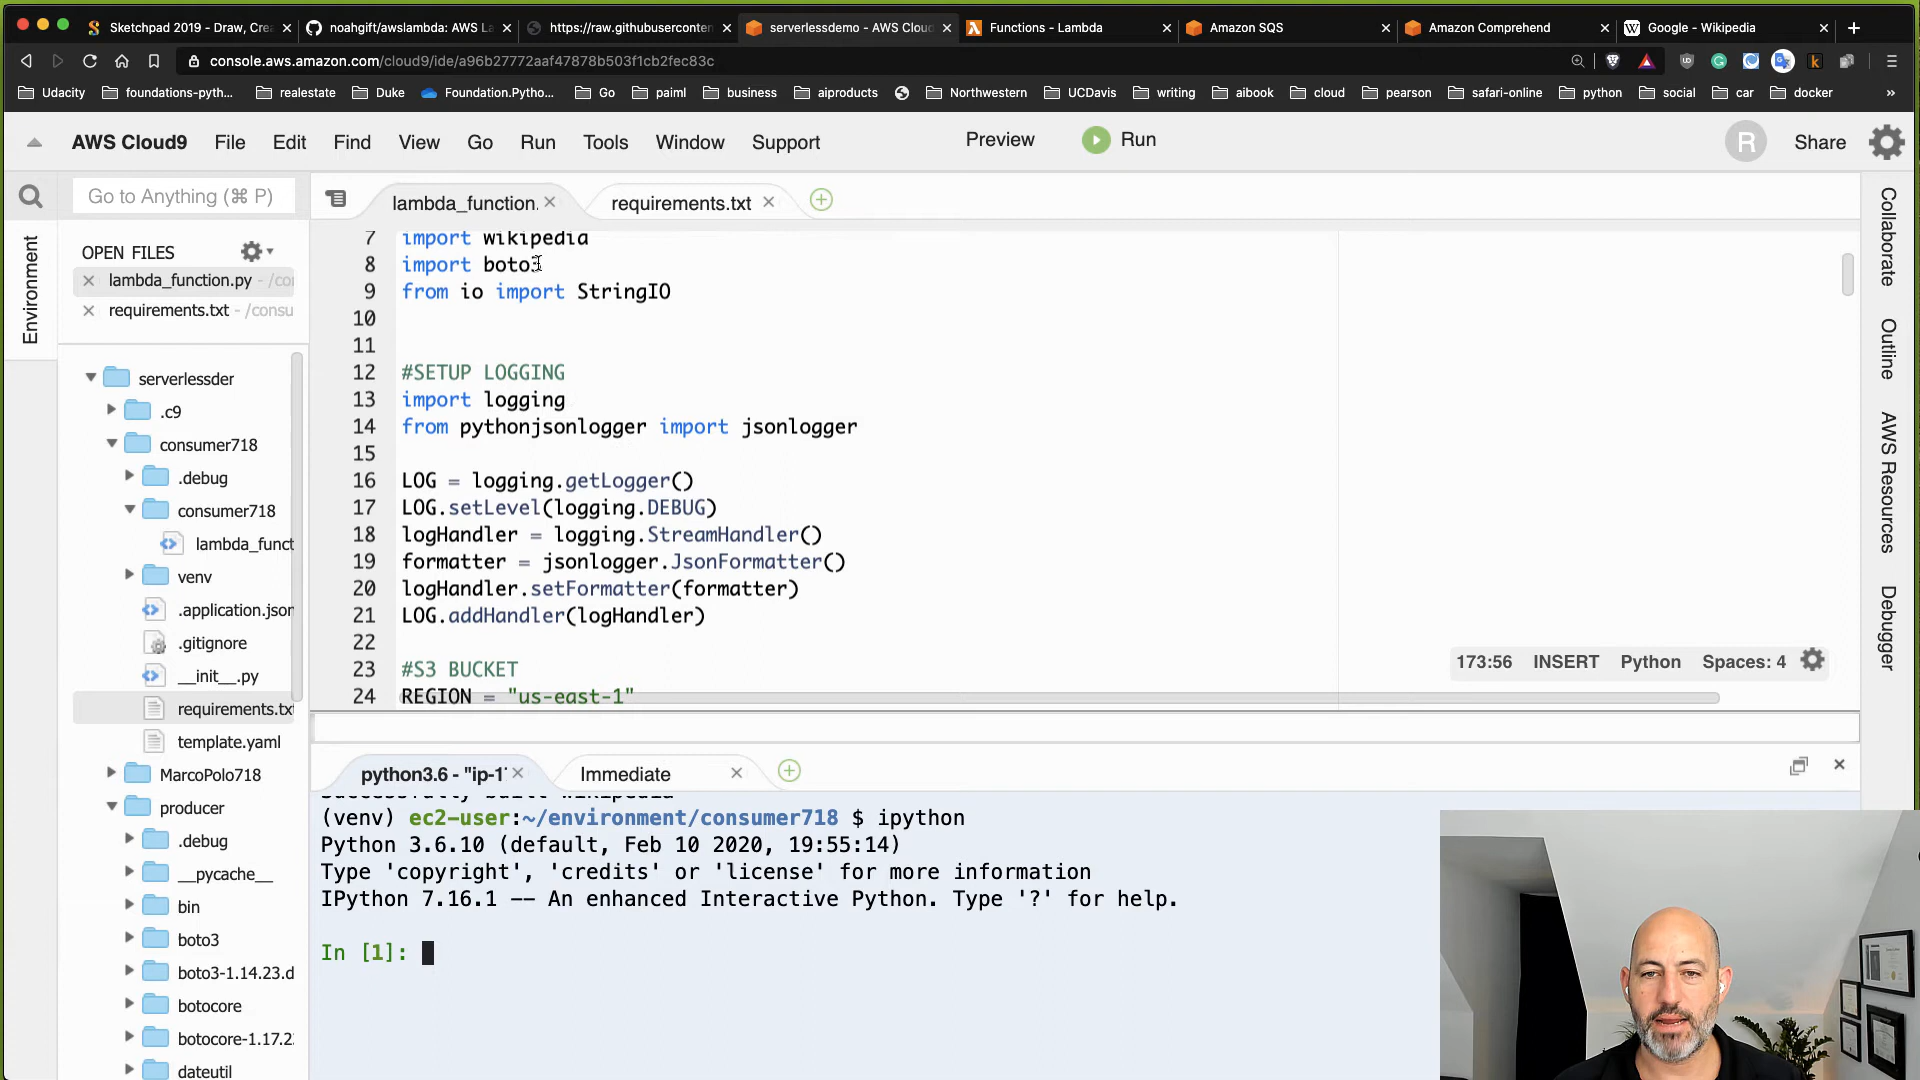 Sketchpad 2019 - Draw, Cre
noahgift/awslambda: AWS La
https://raw.githubuserconten
serverlessdemo - AWS Cloud
Functions - Lambda
Amazon SQS
Amazon Comprehend
W Google - Wikipedia
console.aws.amazon.com/cloud9/ide/a96b27772aaf47878b503f1cb2fec83c
Udacity
foundations-pyth...
realestate
Duke
Foundation.Pytho...
Go
paiml
business
aiproducts
Northwestern
UCDavis
writing
aibook
cloud
pearson
safari-online
python
social
car
docker
»
AWS Cloud9 File Edit Find View Go Run Tools Window Support Preview Run R Share
Go to Anything (⌘ P)
lambda_function.
requirements.txt
Environment
OPEN FILES
lambda_function.py - /co
requirements.txt - /consu
serverlessder
.c9
consumer718
.debug
consumer718
lambda_funct
venv
.application.json
.gitignore
__init__.py
requirements.txt
template.yaml
MarcoPolo718
producer
.debug
__pycache__
bin
boto3
boto3-1.14.23.d
botocore
botocore-1.17.2
dateutil
7 import wikipedia
8 import boto3
9 from io import StringIO
10
11
12 #SETUP LOGGING
13 import logging
14 from pythonjsonlogger import jsonlogger
15
16 LOG = logging.getLogger()
17 LOG.setLevel(logging.DEBUG)
18 logHandler = logging.StreamHandler()
19 formatter = jsonlogger.JsonFormatter()
20 logHandler.setFormatter(formatter)
21 LOG.addHandler(logHandler)
22
23 #S3 BUCKET
24 REGION = "us-east-1"
173:56 INSERT Python Spaces: 4
Collaborate
Outline
AWS Resources
Debugger
python3.6 - "ip-1
Immediate
Successfully built wikipedia
(venv) ec2-user:~/environment/consumer718 $ ipython
Python 3.6.10 (default, Feb 10 2020, 19:55:14)
Type 'copyright', 'credits' or 'license' for more information
IPython 7.16.1 -- An enhanced Interactive Python. Type '?' for help.
In [1]: